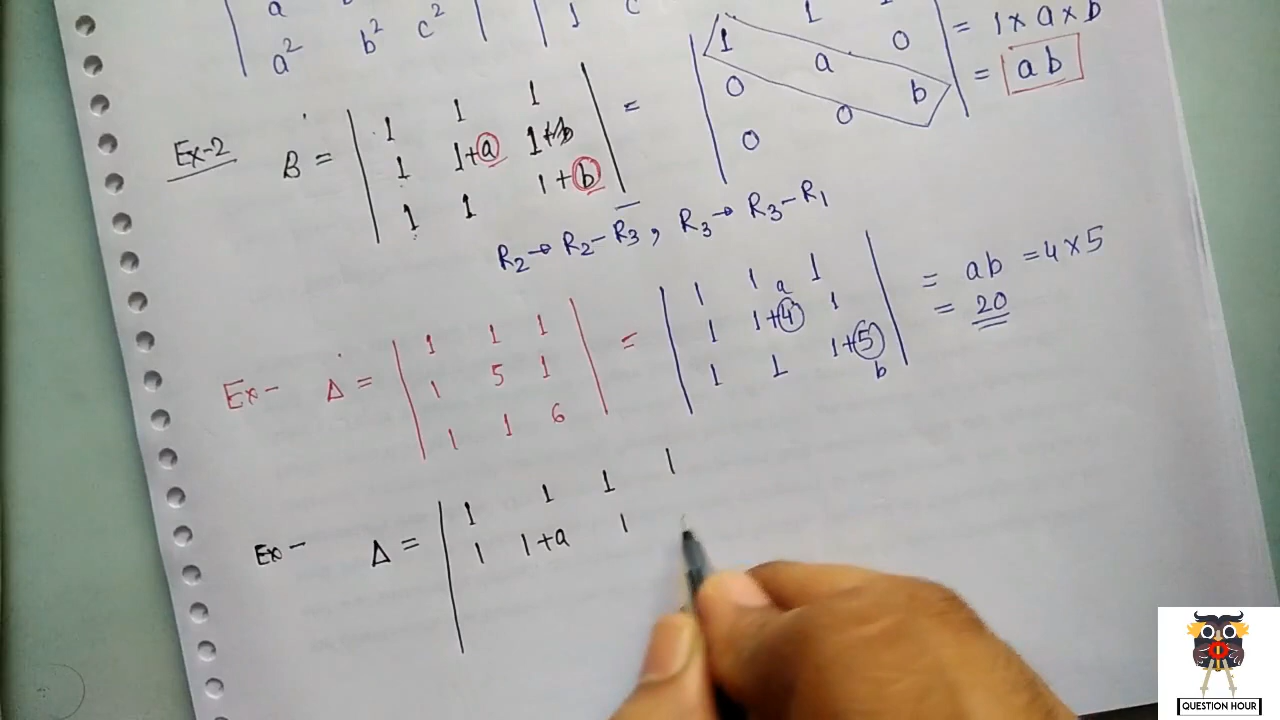 a
a² b² c²
1 c
1 1
0 a 0
0 0 b
= 1 × a × b
= ab
Ex-2 B = | 1 1 1 | =
1 1+a 1+b
1 1 1+b
R₂ → R₂ − R₃ , R₃ → R₃ − R₁
Ex- Δ = | 1 1 1 | = | 1 1 1 | = ab = 4 × 5
1 5 1 1 1+4 a 1 = 20
1 1 6 1 1 1+5 b
Ex- Δ = | 1 1 1 1
1 1+a 1
QUESTION HOUR